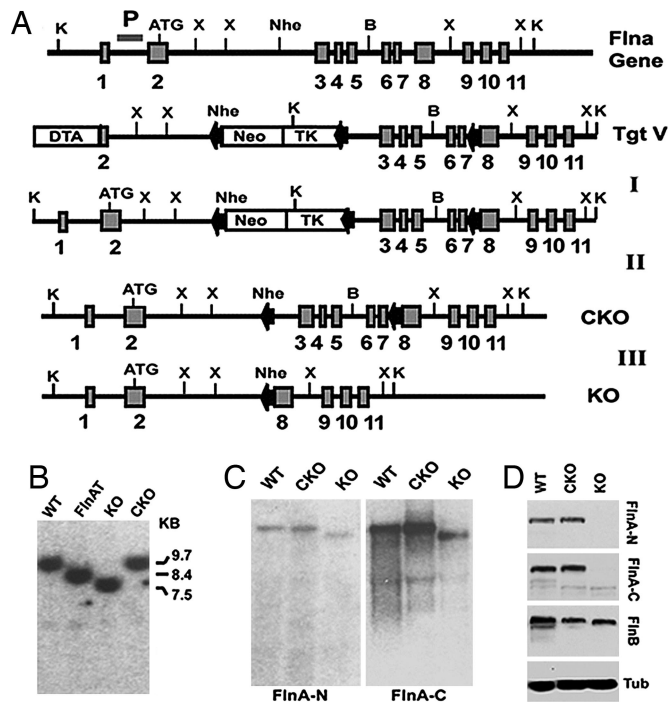 A
P
K ATG X X Nhe B X X K
Flna Gene
1 2 3 4 5 6 7 8 9 10 11
X X Nhe K B X X K
DTA Neo TK
Tgt V
2 3 4 5 6 7 8 9 10 11
I
K ATG X X Nhe K B X X K
Neo TK
1 2 3 4 5 6 7 8 9 10 11
II
K ATG X X Nhe B X X K
CKO
1 2 3 4 5 6 7 8 9 10 11
III
K ATG X X Nhe X X K
KO
1 2 8 9 10 11
B
WT FlnAT KO CKO
KB
9.7
8.4
7.5
C
WT CKO KO WT CKO KO
FlnA-N FlnA-C
D
WT CKO KO
FlnA-N
FlnA-C
FlnB
Tub